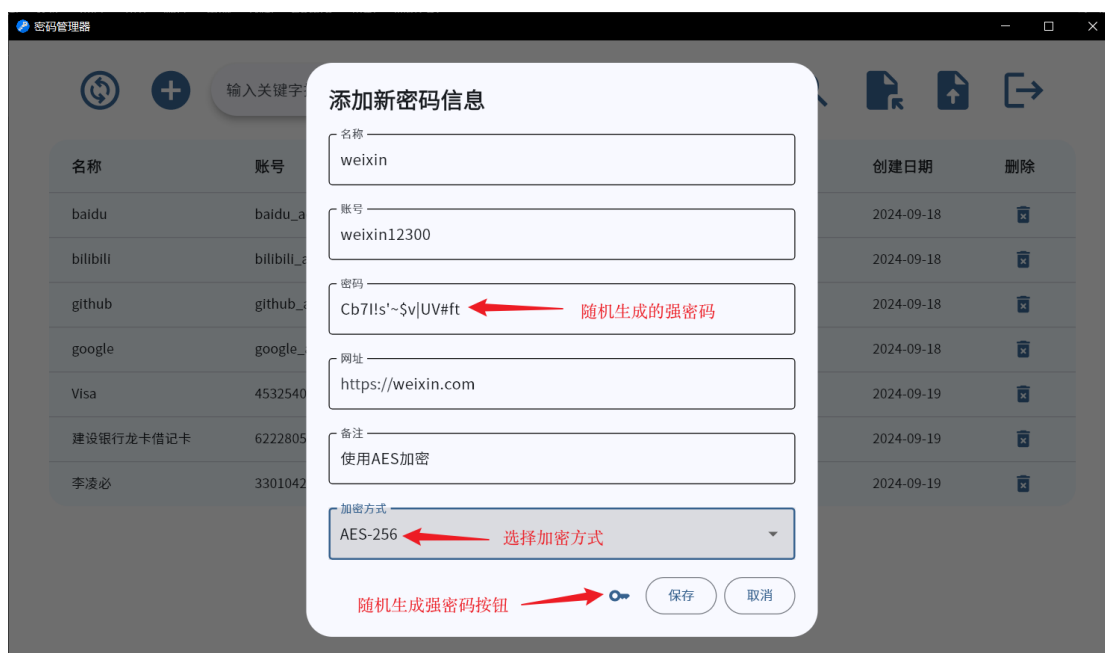 密码管理器
输入关键字
添加新密码信息
名称
weixin
账号
weixin12300
密码
Cb7I!s'~$v|UV#ft
随机生成的强密码
网址
https://weixin.com
备注
使用AES加密
加密方式
AES-256
选择加密方式
随机生成强密码按钮
保存 取消
名称 账号 创建日期 删除
baidu baidu_a 2024-09-18
bilibili bilibili_a 2024-09-18
github github_a 2024-09-18
google google_ 2024-09-18
Visa 4532540 2024-09-19
建设银行龙卡借记卡 6222805 2024-09-19
李凌必 3301042 2024-09-19